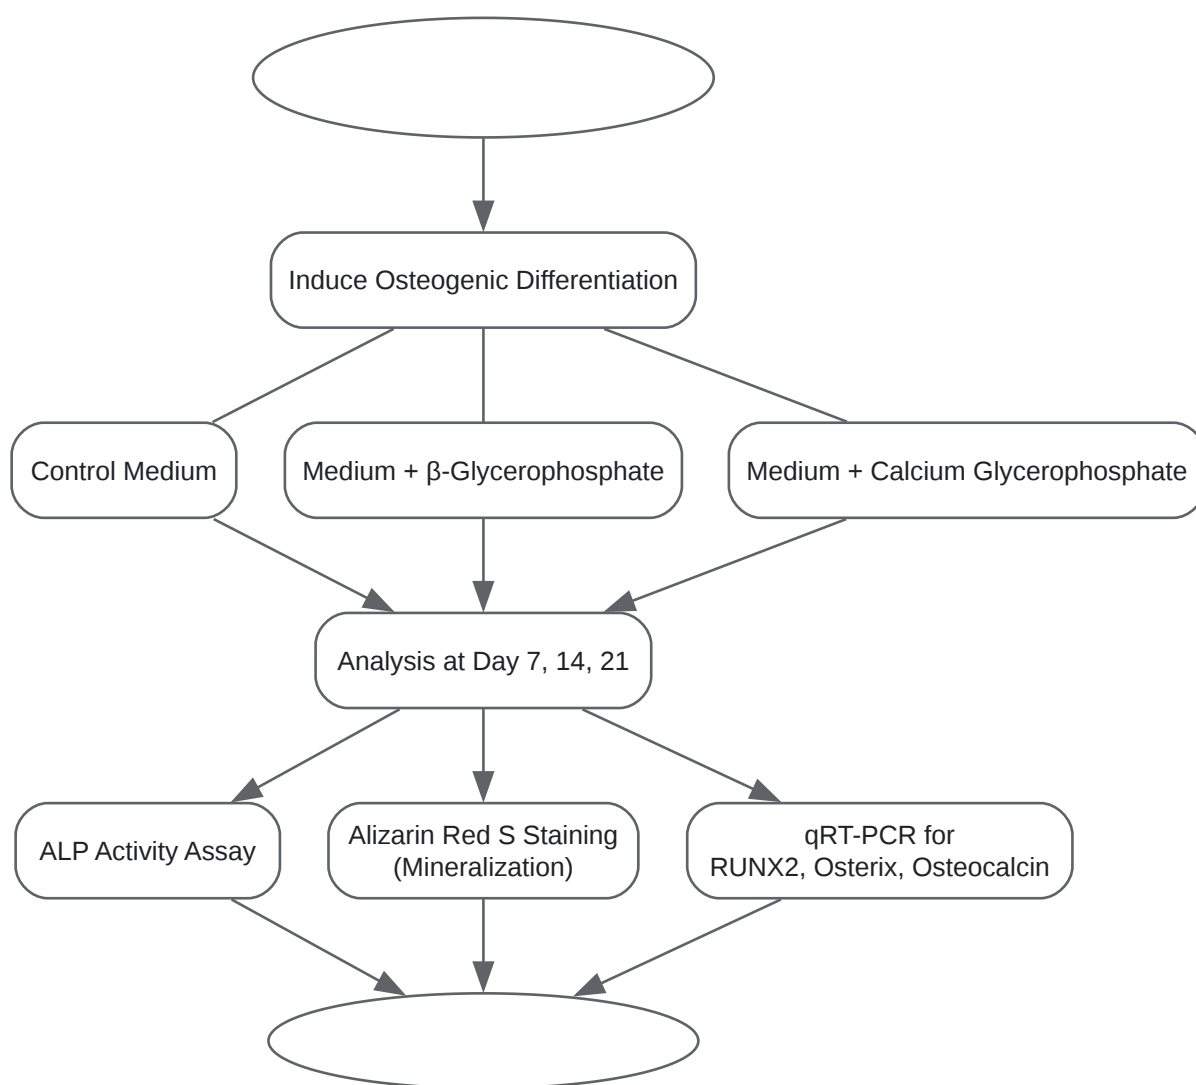 Induce Osteogenic Differentiation
Control Medium
Medium + β-Glycerophosphate
Medium + Calcium Glycerophosphate
Analysis at Day 7, 14, 21
ALP Activity Assay
Alizarin Red S Staining
(Mineralization)
qRT-PCR for
RUNX2, Osterix, Osteocalcin